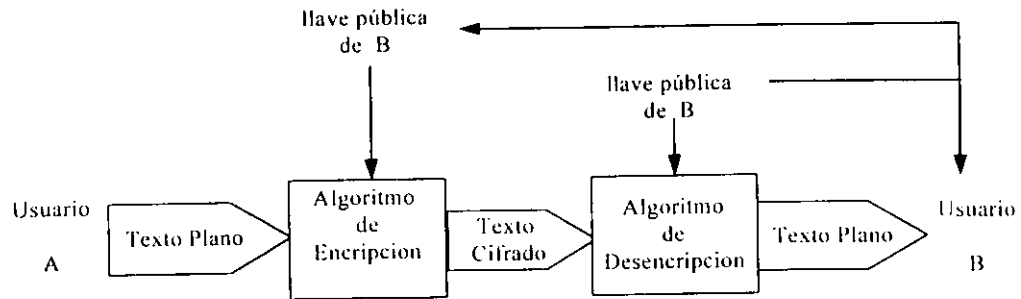 llave pública
de B
llave pública
de B
Usuario
A
Texto Plano
Algoritmo
de
Encripcion
Texto
Cifrado
Algoritmo
de
Desencripcion
Texto Plano
Usuario
B